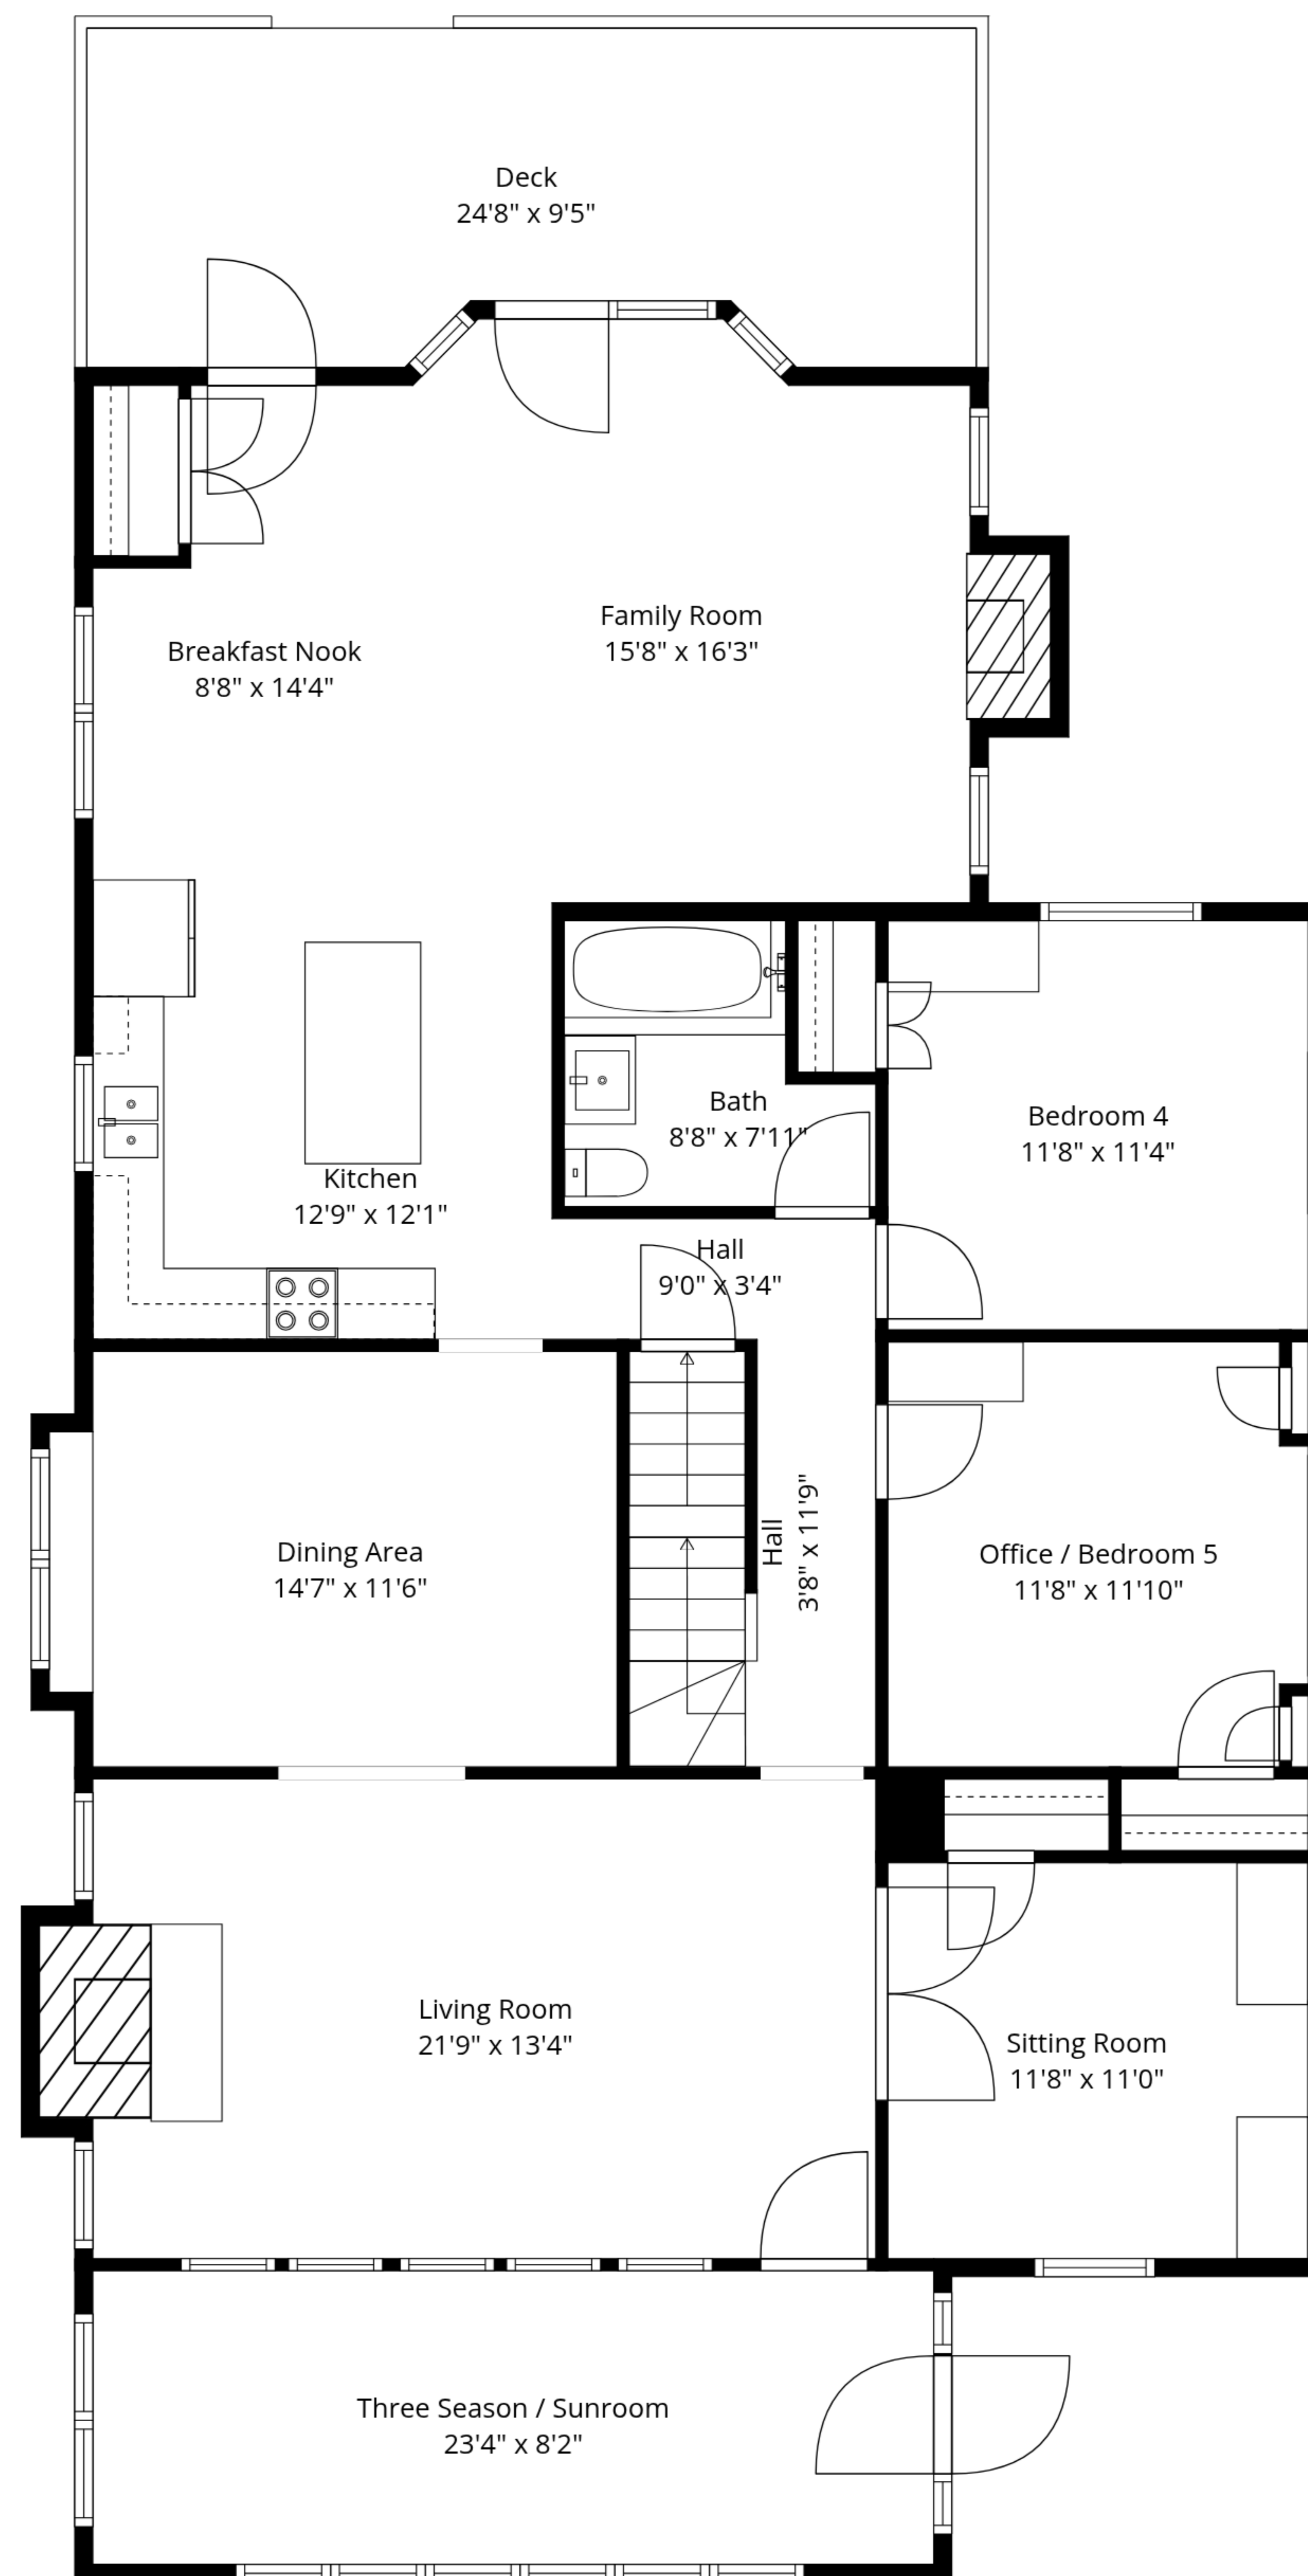 Deck
24'8" x 9'5"
Family Room
15'8" x 16'3"
Breakfast Nook
8'8" x 14'4"
Bath
8'8" x 7'11"
Bedroom 4
11'8" x 11'4"
Kitchen
12'9" x 12'1"
Hall
9'0" x 3'4"
Hall
3'8" x 11'9"
Dining Area
14'7" x 11'6"
Office / Bedroom 5
11'8" x 11'10"
Living Room
21'9" x 13'4"
Sitting Room
11'8" x 11'0"
Three Season / Sunroom
23'4" x 8'2"